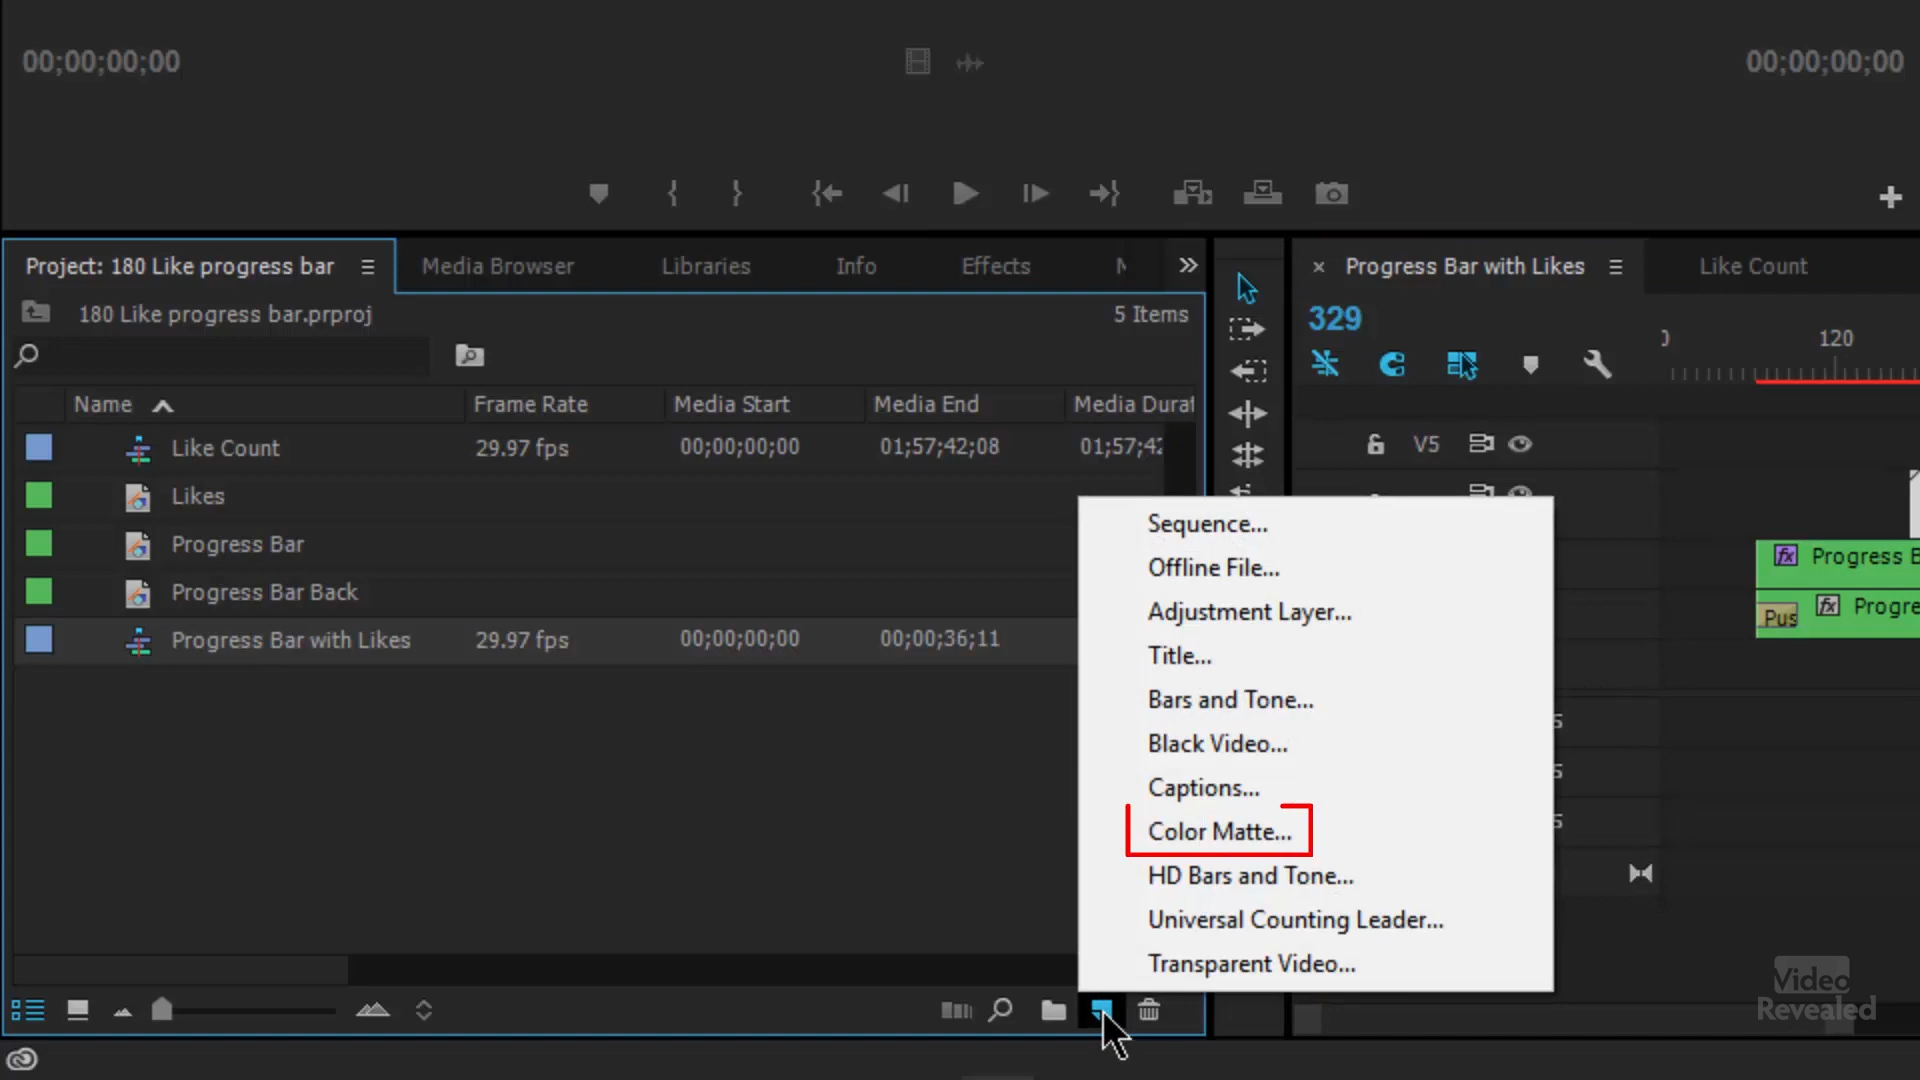 00;00;00;00
00;00;00;00
Project: 180 Like progress bar
Media Browser
Libraries
Info
Effects
Progress Bar with Likes
Like Count
180 Like progress bar.prproj
5 Items
329
120
Name
Frame Rate
Media Start
Media End
Media Durat
Like Count
29.97 fps
00;00;00;00
01;57;42;08
01;57;42
V5
Likes
Progress Bar
Progress Bar Back
Progress Bar with Likes
29.97 fps
00;00;00;00
00;00;36;11
Sequence...
Offline File...
Adjustment Layer...
Title...
Bars and Tone...
Black Video...
Captions...
Color Matte...
HD Bars and Tone...
Universal Counting Leader...
Transparent Video...
fx Progress B
Pus fx Progre
Video
Revealed